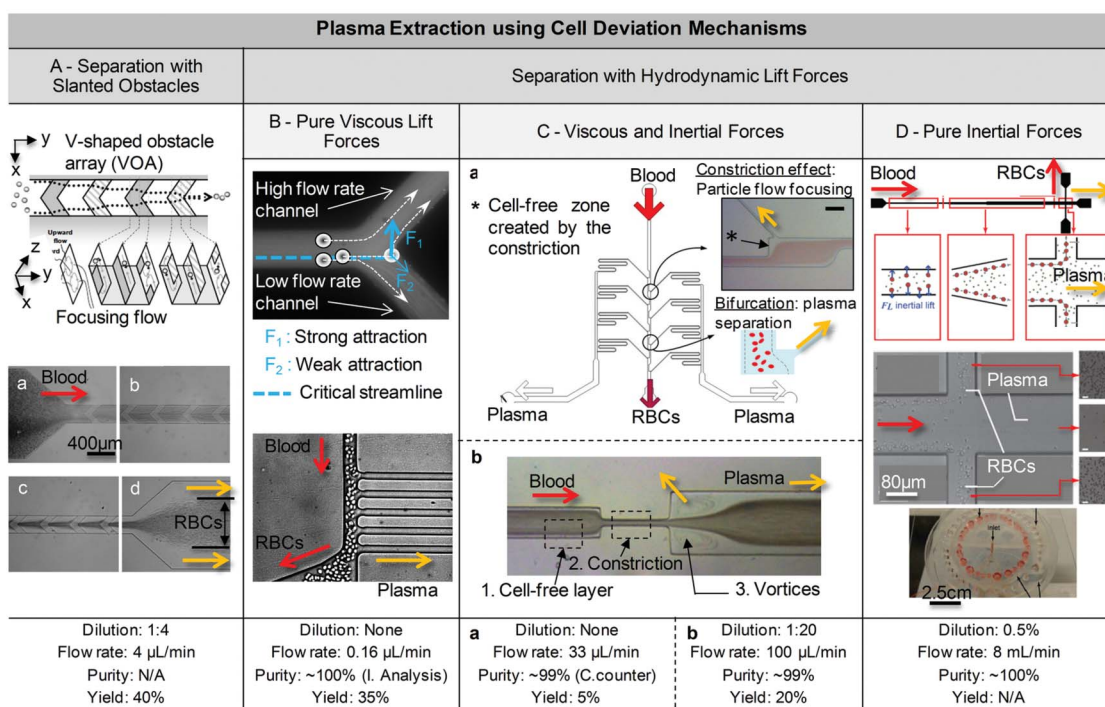 Plasma Extraction using Cell Deviation Mechanisms
A - Separation with
Slanted Obstacles
Separation with Hydrodynamic Lift Forces
B - Pure Viscous Lift
Forces
C - Viscous and Inertial Forces
D - Pure Inertial Forces
y
x
V-shaped obstacle
array (VOA)
Upward
flow
z
y
x
Focusing flow
a
Blood
400µm
b
c
d
RBCs
High flow rate
channel
F1
F2
Low flow rate
channel
F1 : Strong attraction
F2 : Weak attraction
Critical streamline
Blood
RBCs
Plasma
a
Blood
* Cell-free zone
created by the
constriction
Constriction effect:
Particle flow focusing
*
Bifurcation: plasma
separation
Plasma
RBCs
Plasma
b
Blood
Plasma
2. Constriction
1. Cell-free layer
3. Vortices
Blood
RBCs
Plasma
FL inertial lift
Plasma
RBCs
80µm
Inlet
2.5cm
Dilution: 1:4
Flow rate: 4 µL/min
Purity: N/A
Yield: 40%
Dilution: None
Flow rate: 0.16 µL/min
Purity: ~100% (I. Analysis)
Yield: 35%
a
Dilution: None
Flow rate: 33 µL/min
Purity: ~99% (C.counter)
Yield: 5%
b
Dilution: 1:20
Flow rate: 100 µL/min
Purity: ~99%
Yield: 20%
Dilution: 0.5%
Flow rate: 8 mL/min
Purity: ~100%
Yield: N/A